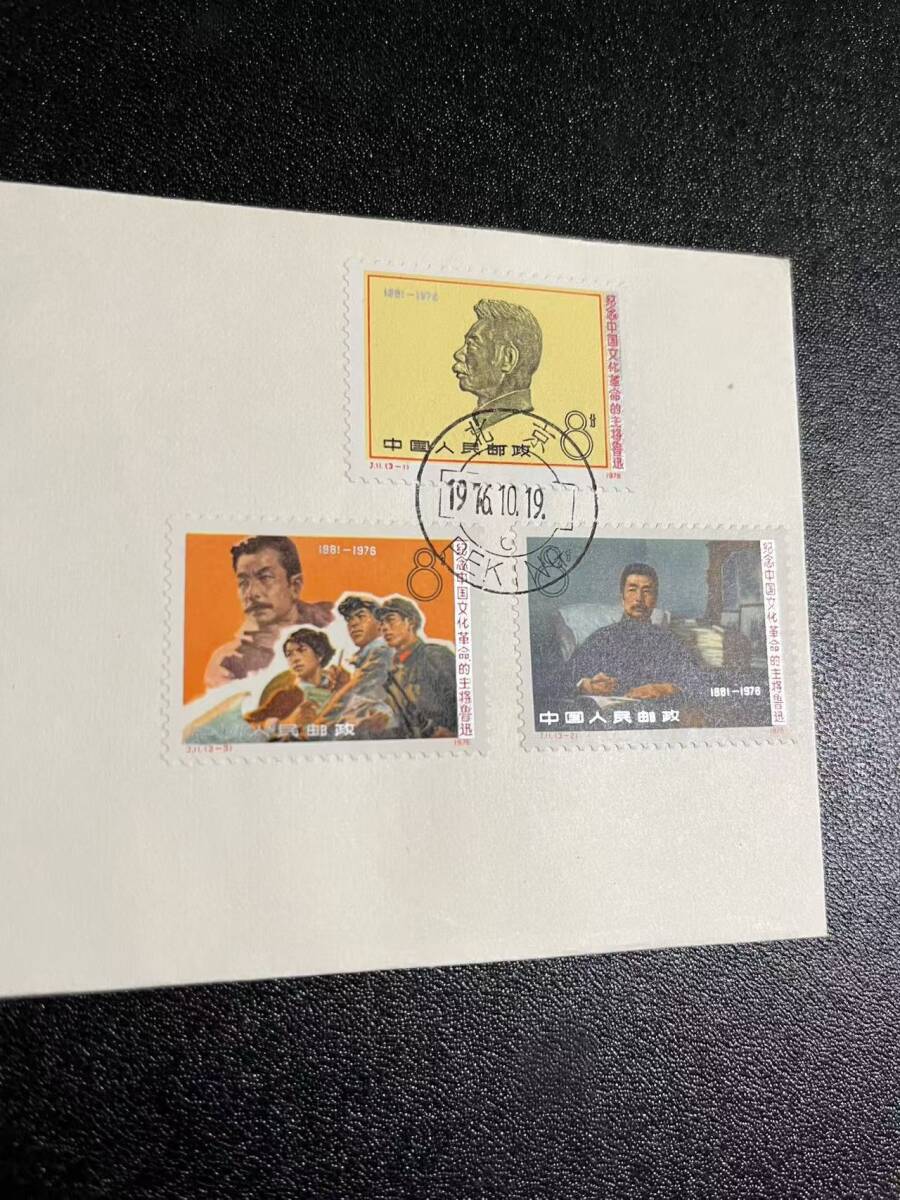 1881-1976
纪念中国文化革命的主将鲁迅
8分
中国人民邮政
J.11.(3-1)
1976
北京
1976.10.19.
C
PEKING
1881-1976
8分
纪念中国文化革命的主将鲁迅
中国人民邮政
J.11.(3-3)
1976
8分
纪念中国文化革命的主将鲁迅
1881-1976
中国人民邮政
J.11.(3-2)
1976